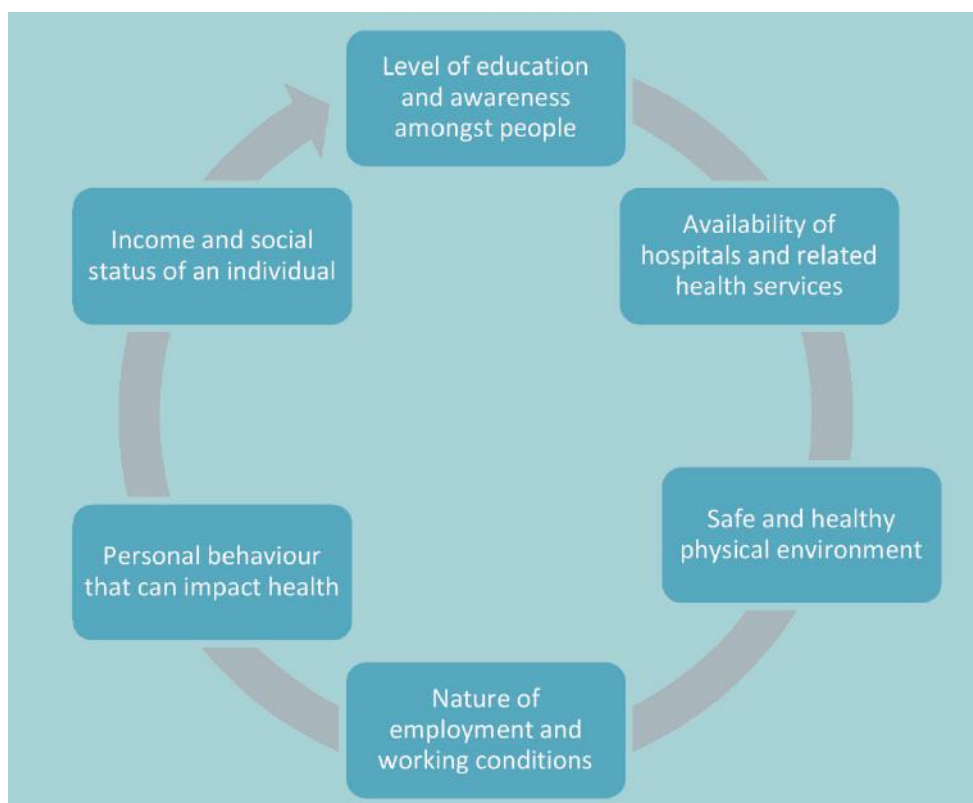 Level of education
and awareness
amongst people
Availability of
hospitals and related
health services
Safe and healthy
physical environment
Nature of
employment and
working conditions
Personal behaviour
that can impact health
Income and social
status of an individual